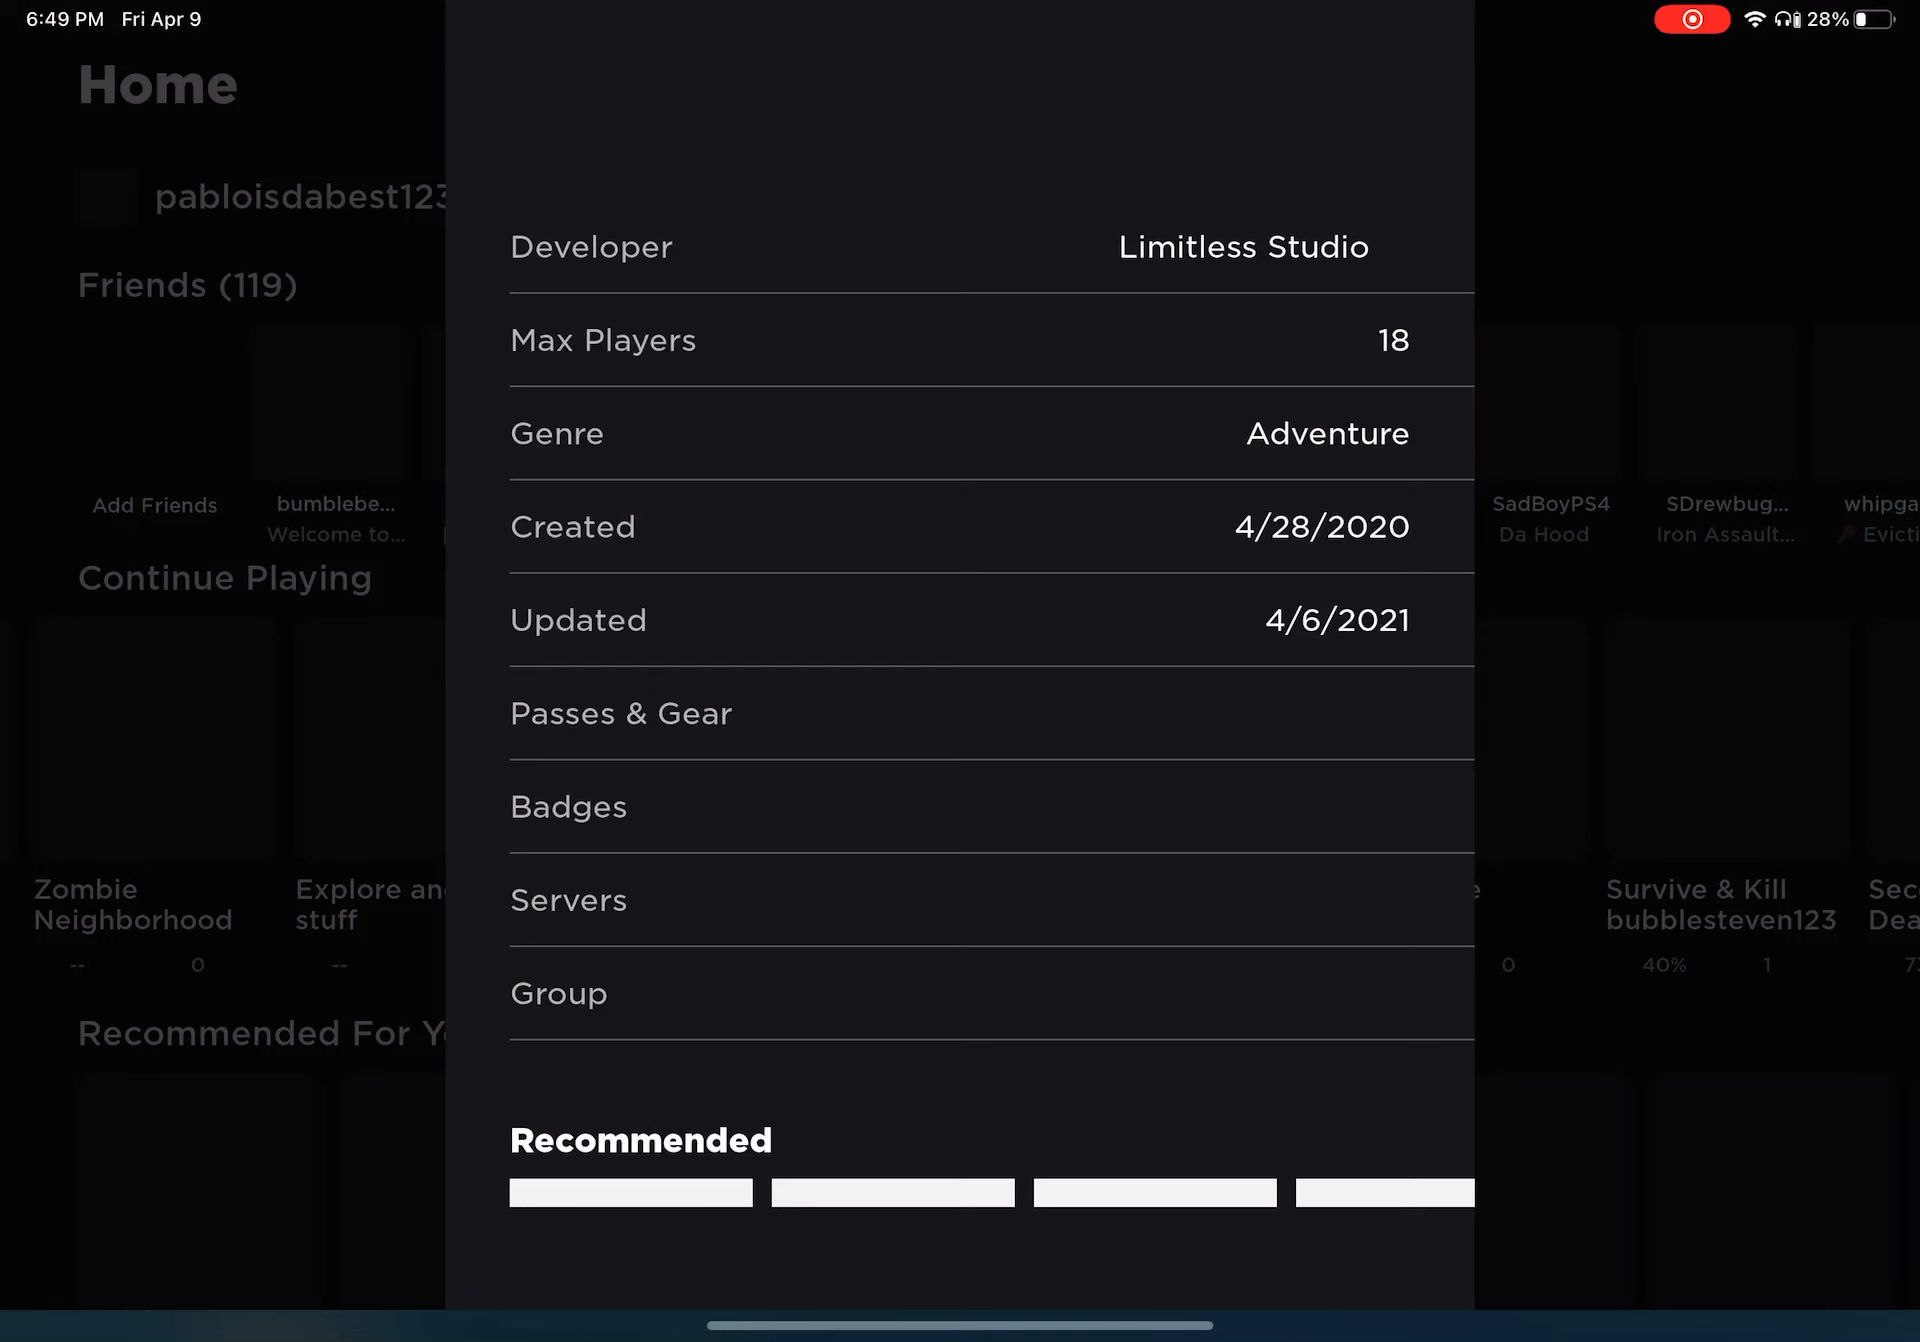 6:49 PM Fri Apr 9
28%
Home
pabloisdabest123
Friends (119)
Add Friends
bumblebe...
Welcome to...
SadBoyPS4
Da Hood
SDrewbug...
Iron Assault...
whipga
Evicti
Continue Playing
Zombie
Neighborhood
-- 0
Explore an
stuff
--
e
0
Survive & Kill
bubblesteven123
40% 1
Sec
Dea
7
Recommended For Y
Developer Limitless Studio
Max Players 18
Genre Adventure
Created 4/28/2020
Updated 4/6/2021
Passes & Gear
Badges
Servers
Group
Recommended